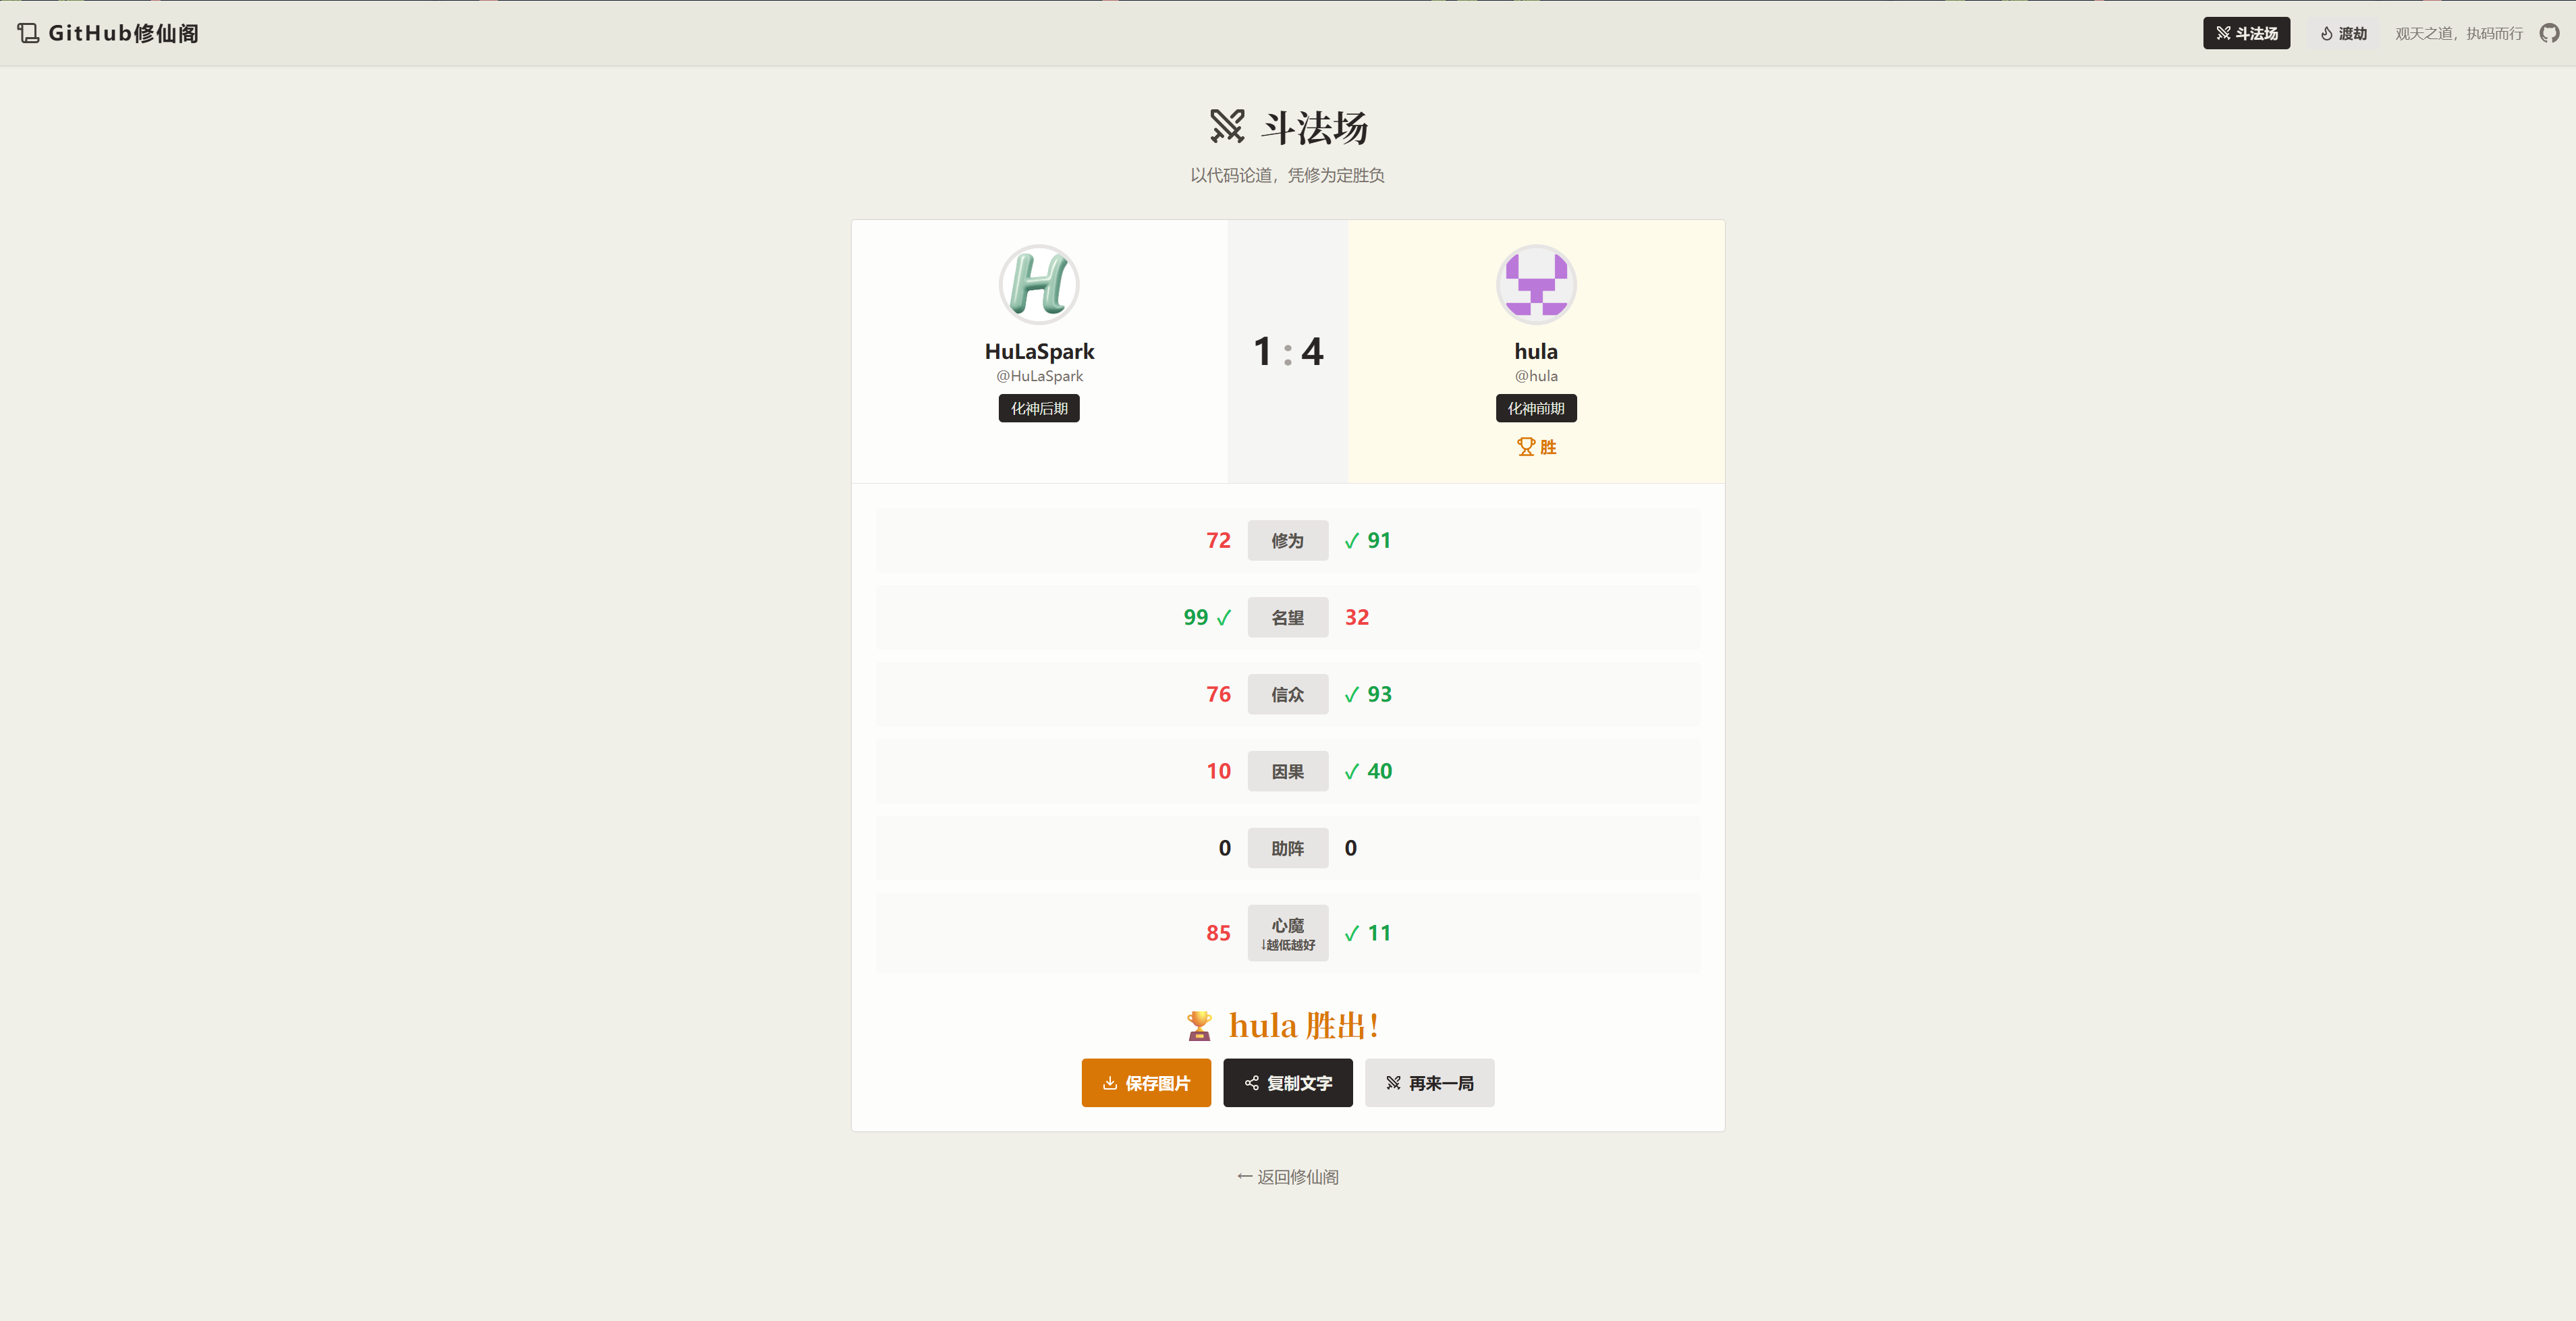 GitHub修仙阁
斗法场
渡劫
观天之道，执码而行
斗法场
以代码论道，凭修为定胜负
H
HuLaSpark
@HuLaSpark
化神后期
1 : 4
hula
@hula
化神前期
胜
72 修为 ✓ 91
99 ✓ 名望 32
76 信众 ✓ 93
10 因果 ✓ 40
0 助阵 0
85 心魔 ✓ 11
↓越低越好
hula 胜出！
保存图片
复制文字
再来一局
← 返回修仙阁